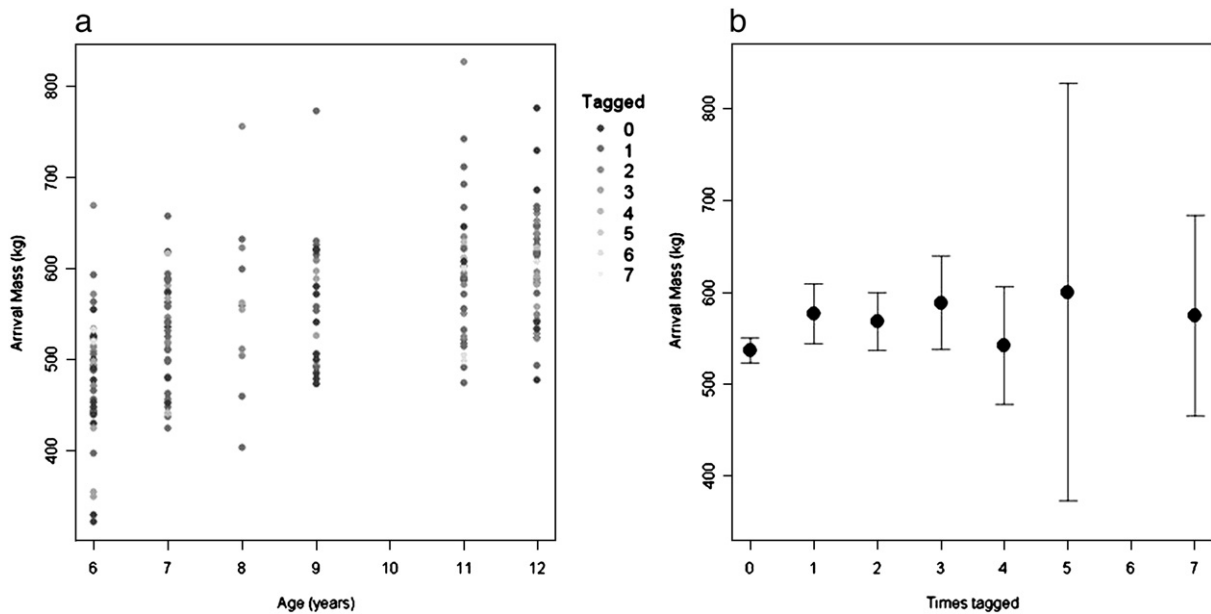 a
Arrival Mass (kg)
800
700
600
500
400
6 7 8 9 10 11 12
Age (years)
Tagged
0
1
2
3
4
5
6
7
b
Arrival Mass (kg)
800
700
600
500
400
0 1 2 3 4 5 6 7
Times tagged